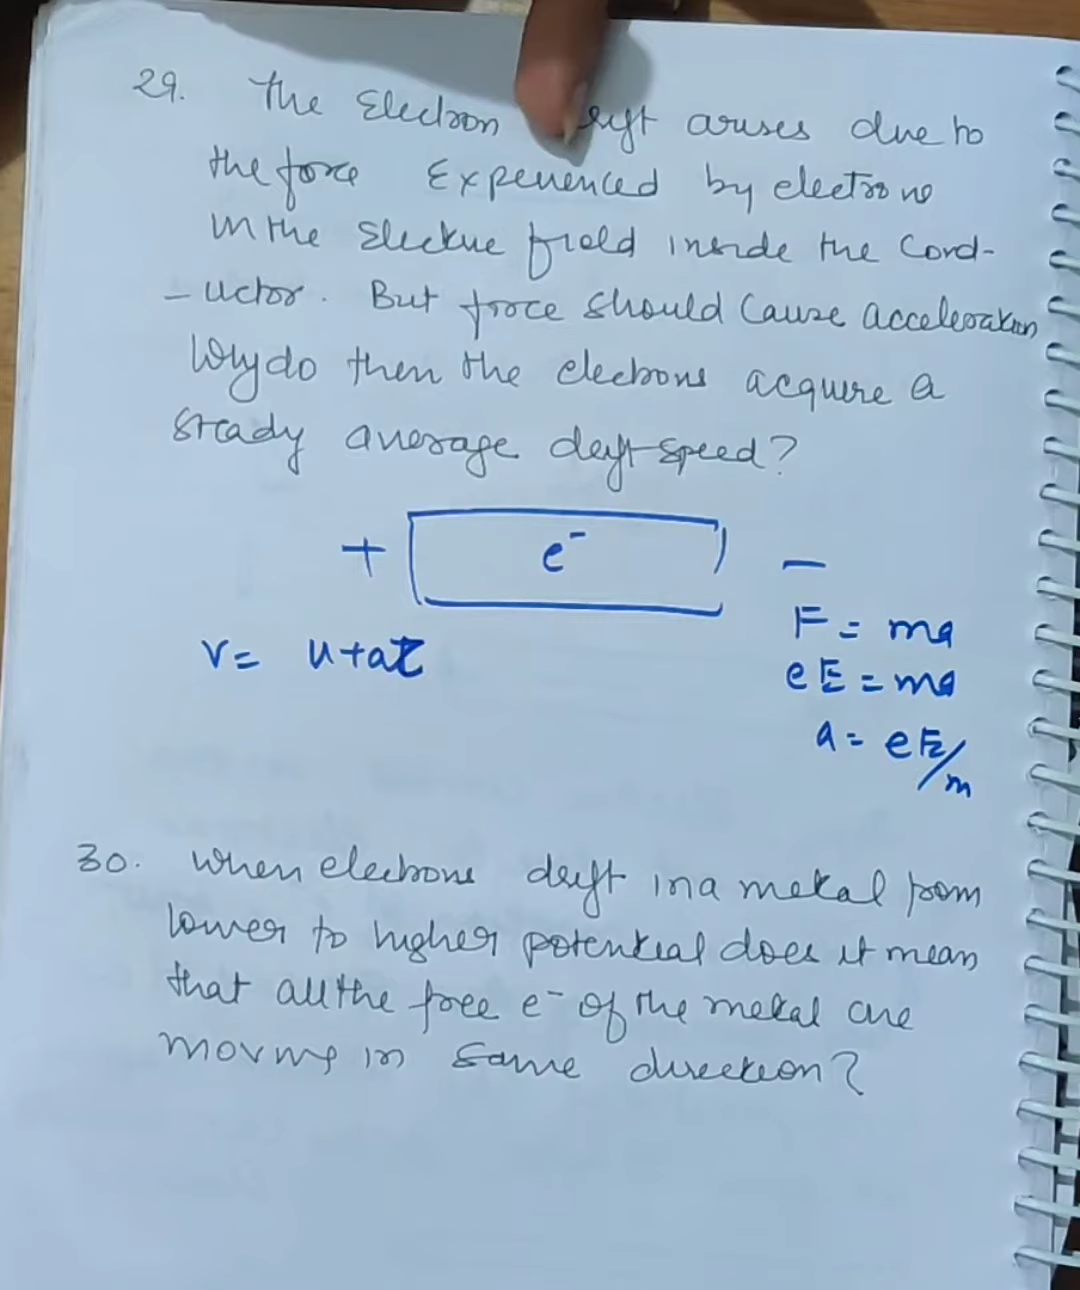 29. The Electron drift arises due to
the force Experienced by electrons
in the Electric field inside the Cond-
- uctor. But force should Cause acceleration
Why do then the electrons acquire a
steady average drift speed?
+ e⁻ -
F = ma
v = u+aτ
eE = ma
a = eE/m
30. When electrons drift in a metal from
lower to higher potential does it mean
that all the free e⁻ of the metal are
moving in same direction?